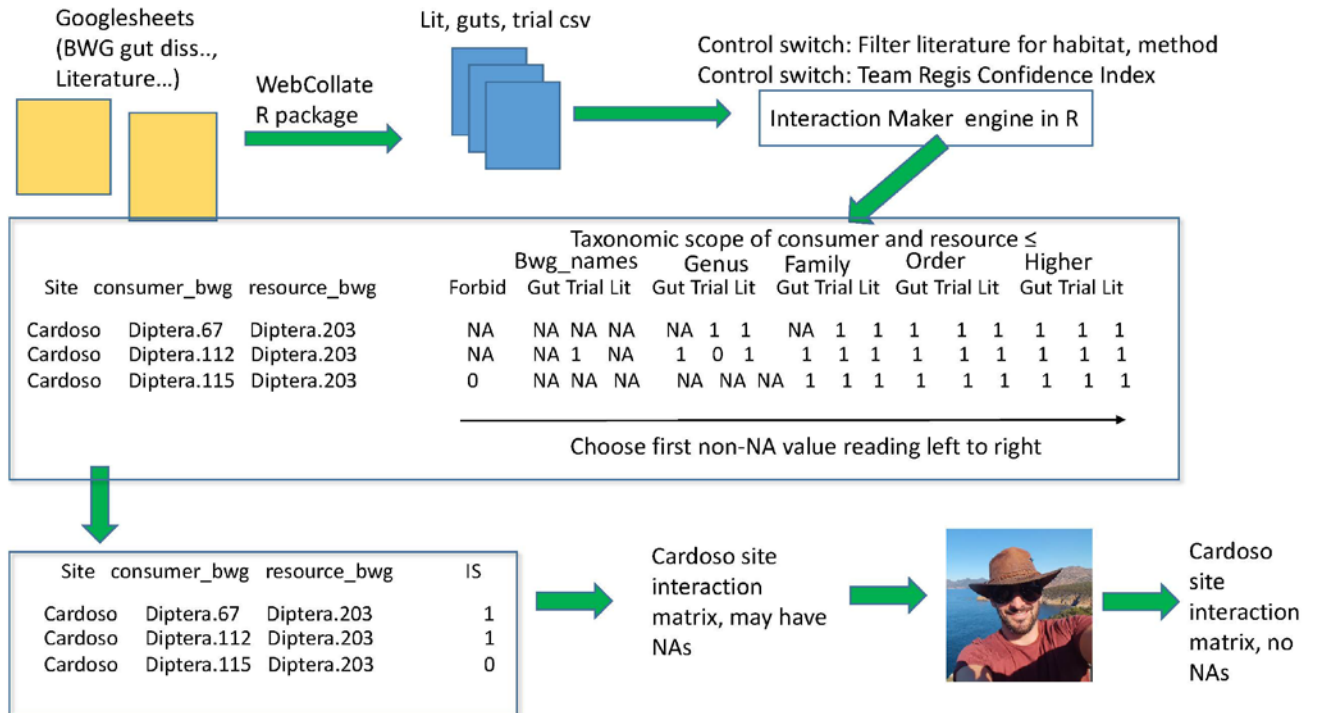 Googlesheets
(BWG gut diss..,
Literature...)
WebCollate
R package
Lit, guts, trial csv
Control switch: Filter literature for habitat, method
Control switch: Team Regis Confidence Index
Interaction Maker engine in R
Taxonomic scope of consumer and resource ≤
Bwg_names Genus Family Order Higher
Site consumer_bwg resource_bwg Forbid Gut Trial Lit Gut Trial Lit Gut Trial Lit Gut Trial Lit Gut Trial Lit
Cardoso Diptera.67 Diptera.203 NA NA NA NA NA 1 1 NA 1 1 1 1 1 1 1 1
Cardoso Diptera.112 Diptera.203 NA NA 1 NA 1 0 1 1 1 1 1 1 1 1 1 1
Cardoso Diptera.115 Diptera.203 0 NA NA NA NA NA NA 1 1 1 1 1 1 1 1 1
Choose first non-NA value reading left to right
Site consumer_bwg resource_bwg IS
Cardoso Diptera.67 Diptera.203 1
Cardoso Diptera.112 Diptera.203 1
Cardoso Diptera.115 Diptera.203 0
Cardoso site
interaction
matrix, may have
NAs
Cardoso
site
interaction
matrix, no
NAs